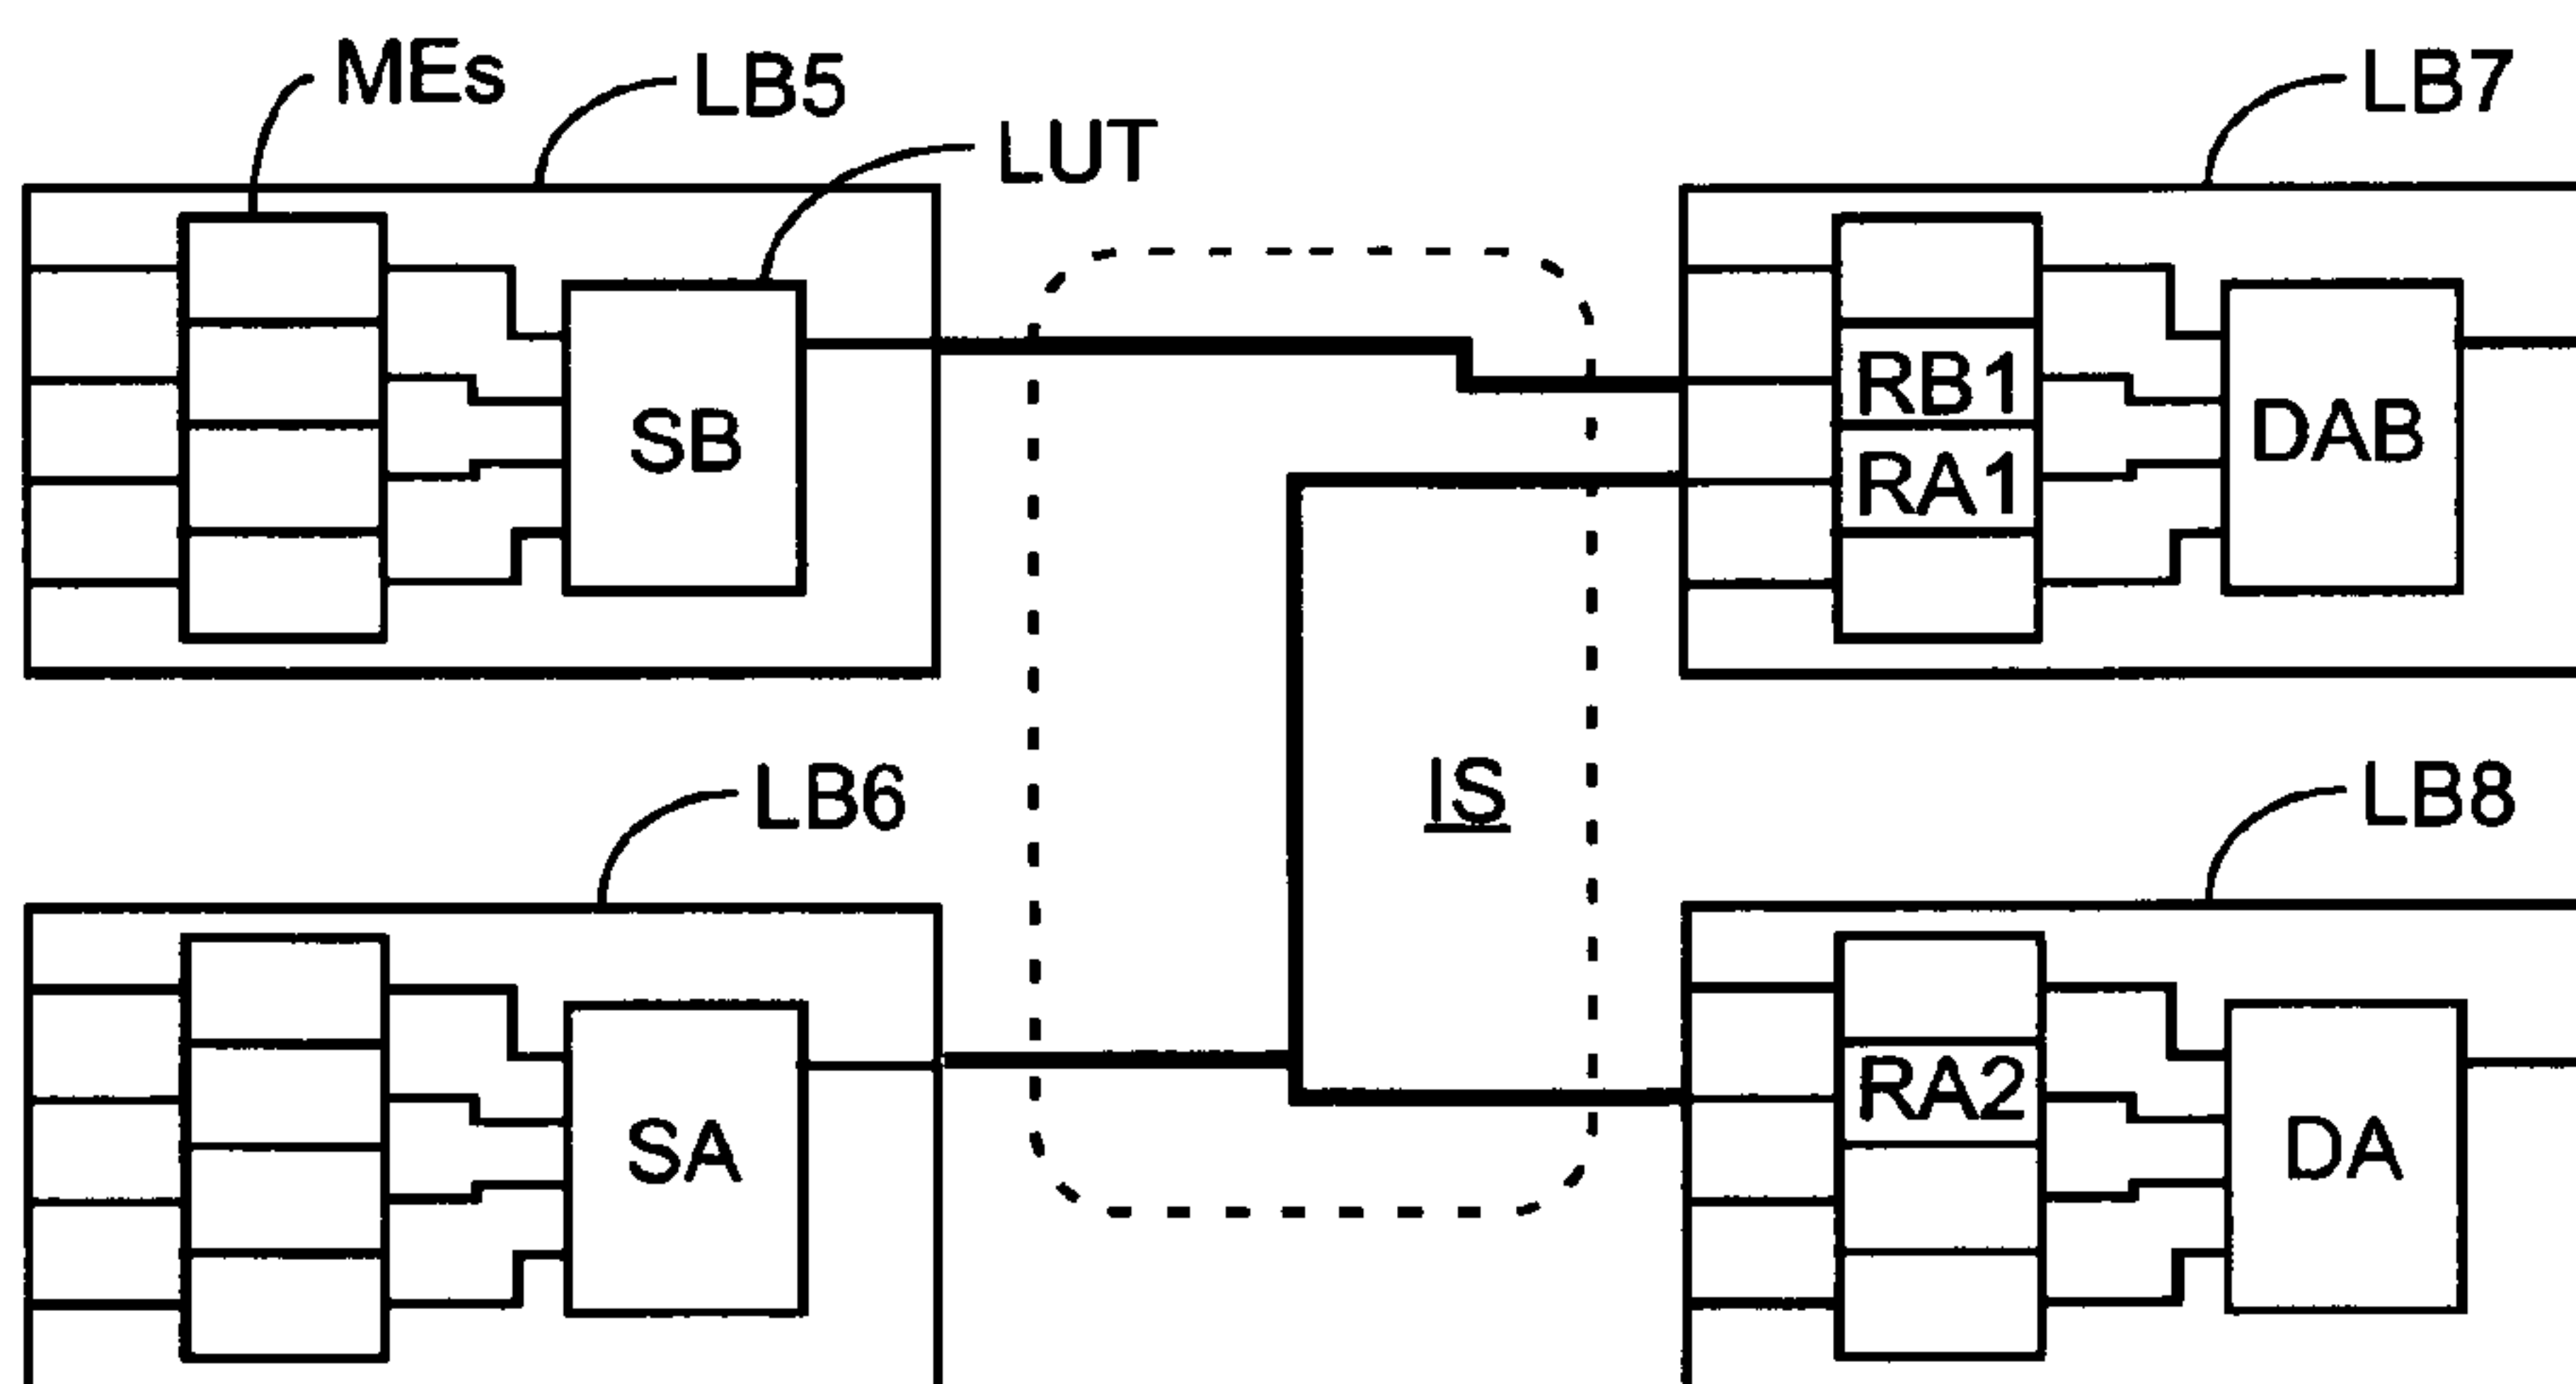 MEs
LB5
LUT
LB7
SB
RB1
RA1
DAB
IS
LB6
LB8
SA
RA2
DA